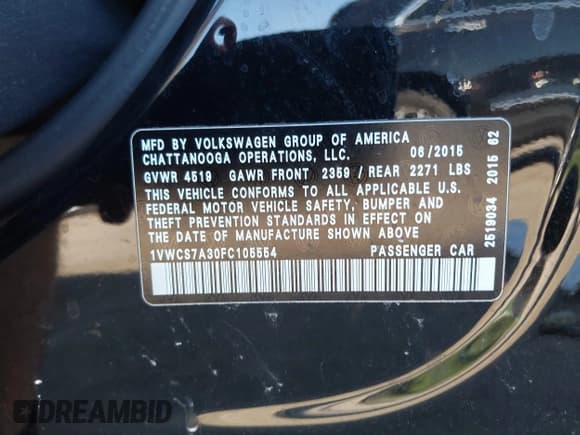 MFD BY VOLKSWAGEN GROUP OF AMERICA
CHATTANOOGA OPERATIONS, LLC. 06/2015
GVWR 4519 GAWR FRONT 2359 / REAR 2271 LBS
THIS VEHICLE CONFORMS TO ALL APPLICABLE U.S.
FEDERAL MOTOR VEHICLE SAFETY, BUMPER AND
THEFT PREVENTION STANDARDS IN EFFECT ON
THE DATE OF MANUFACTURE SHOWN ABOVE
1VWCS7A30FC105554 PASSENGER CAR
2519034 2015 62
DREAMBID